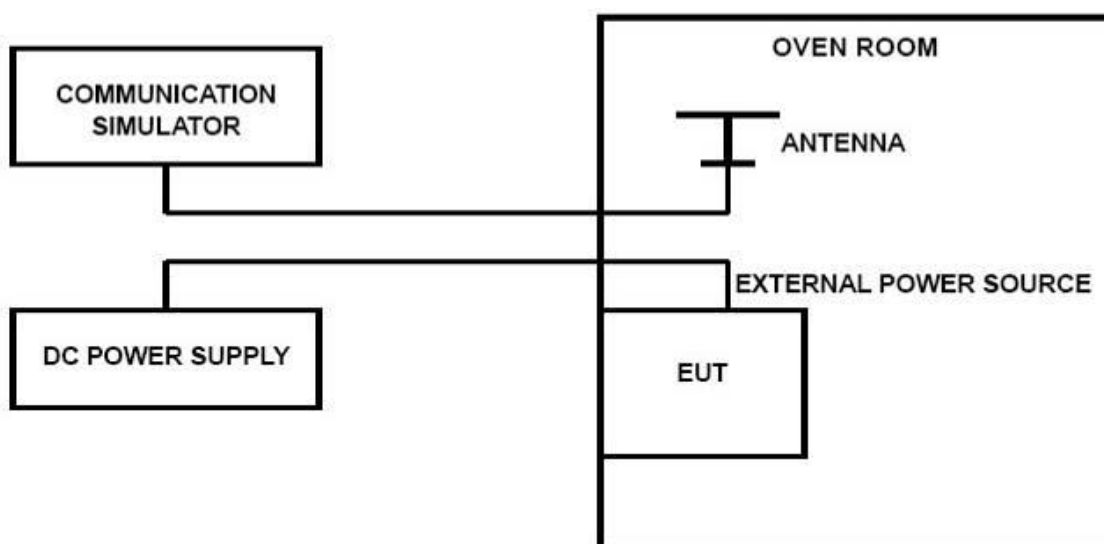 OVEN ROOM
COMMUNICATION
SIMULATOR
ANTENNA
EXTERNAL POWER SOURCE
DC POWER SUPPLY
EUT